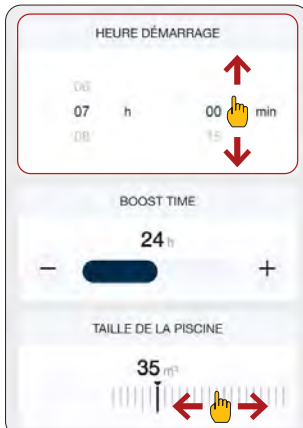 HEURE DÉMARRAGE
06
07 h 00 min
08 15
BOOST TIME
24 h
− +
TAILLE DE LA PISCINE
35 m³